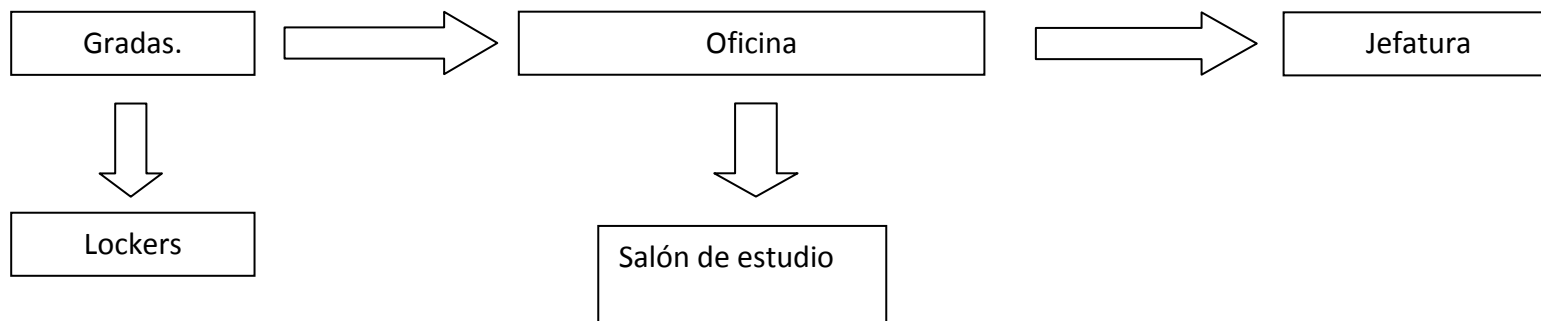 Gradas.
Oficina
Jefatura
Lockers
Salón de estudio